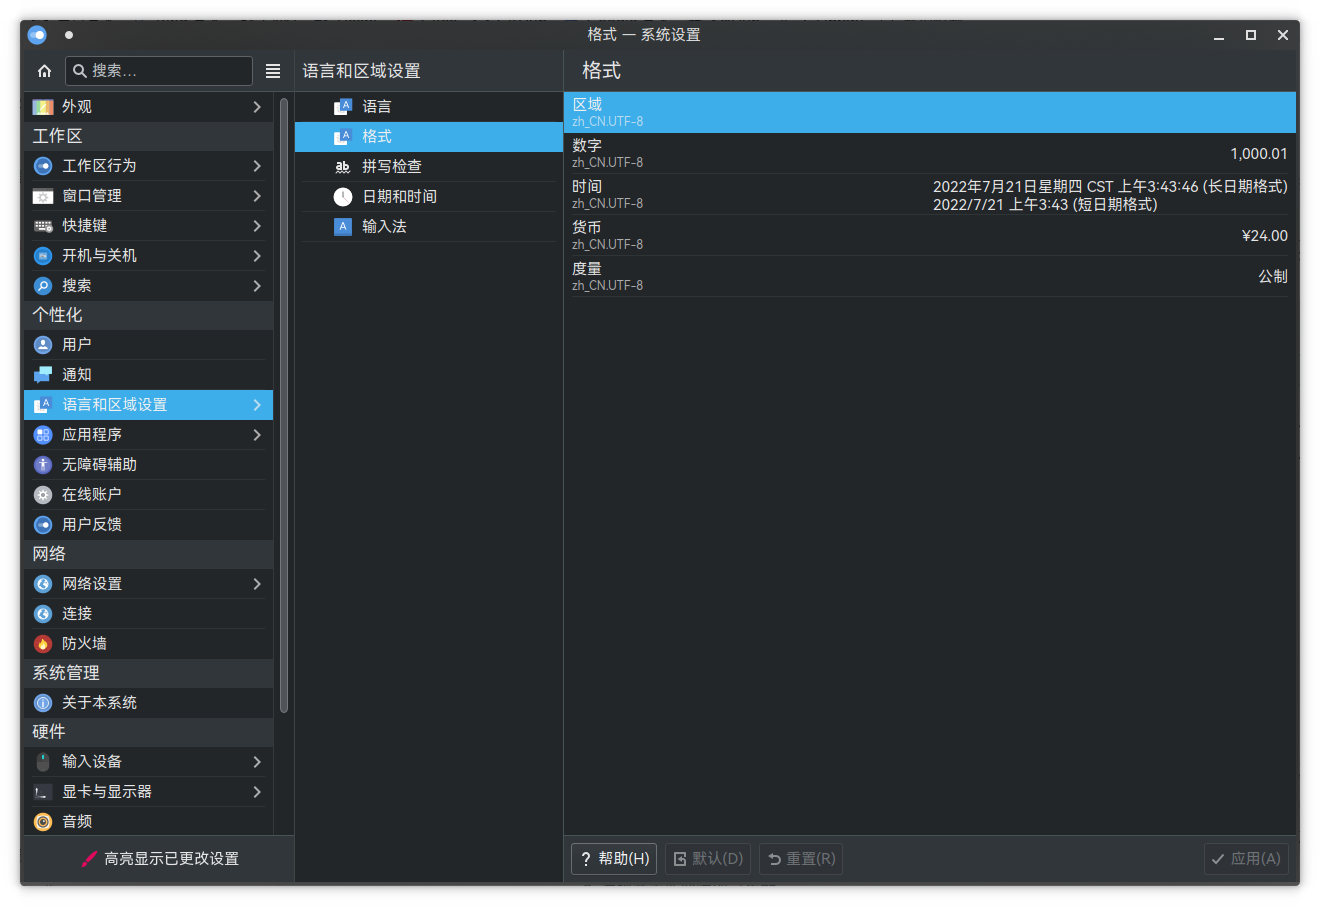 格式 — 系统设置
搜索…
外观
工作区
工作区行为
窗口管理
快捷键
开机与关机
搜索
个性化
用户
通知
语言和区域设置
应用程序
无障碍辅助
在线账户
用户反馈
网络
网络设置
连接
防火墙
系统管理
关于本系统
硬件
输入设备
显卡与显示器
音频
高亮显示已更改设置
语言和区域设置
语言
格式
拼写检查
日期和时间
输入法
格式
区域
zh_CN.UTF-8
数字
zh_CN.UTF-8
1,000.01
时间
zh_CN.UTF-8
2022年7月21日星期四 CST 上午3:43:46 (长日期格式)
2022/7/21 上午3:43 (短日期格式)
货币
zh_CN.UTF-8
¥24.00
度量
zh_CN.UTF-8
公制
帮助(H)
默认(D)
重置(R)
应用(A)